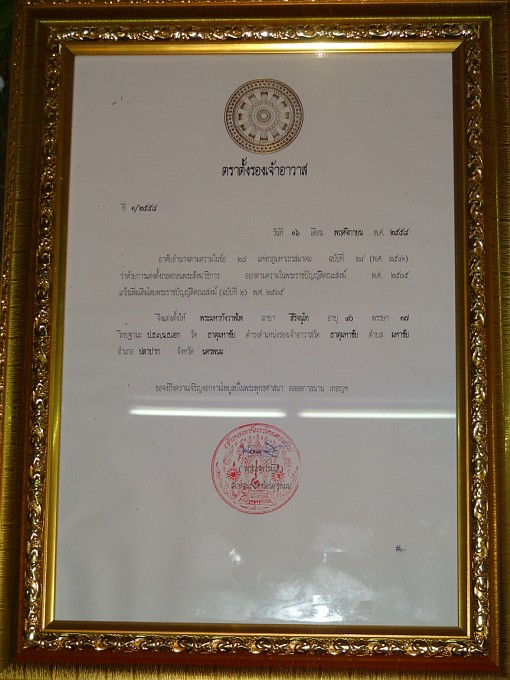 ตราตั้งรองเจ้าอาวาส
ที่ ๑/๒๕๕๘
วันที่ ๑๖ เดือน พฤศจิกายน พ.ศ. ๒๕๕๘
อาศัยอำนาจตามความในข้อ ๒๘ แห่งกฎมหาเถรสมาคม ฉบับที่ ๒๔ (พ.ศ. ๒๕๔๑)
ว่าด้วยการแต่งตั้งถอดถอนพระสังฆาธิการ ออกตามความในพระราชบัญญัติคณะสงฆ์ พ.ศ. ๒๕๐๕
แก้ไขเพิ่มเติมโดยพระราชบัญญัติคณะสงฆ์ (ฉบับที่ ๒) พ.ศ. ๒๕๓๕
จึงแต่งตั้งให้ พระมหากังวาฬไพ ฉายา อายุ ๔๖ พรรษา ๑๗
วิทยฐานะ น.ธ.เอก วัด ธาตุมหาชัย ดำรงตำแหน่งรองเจ้าอาวาสวัด ธาตุมหาชัย ตำบล มหาชัย
อำเภอ ปลาปาก จังหวัด นครพนม
ขอจงถึงความเจริญงอกงามไพบูลย์ในพระพุทธศาสนา ตลอดกาลนาน เทอญฯ